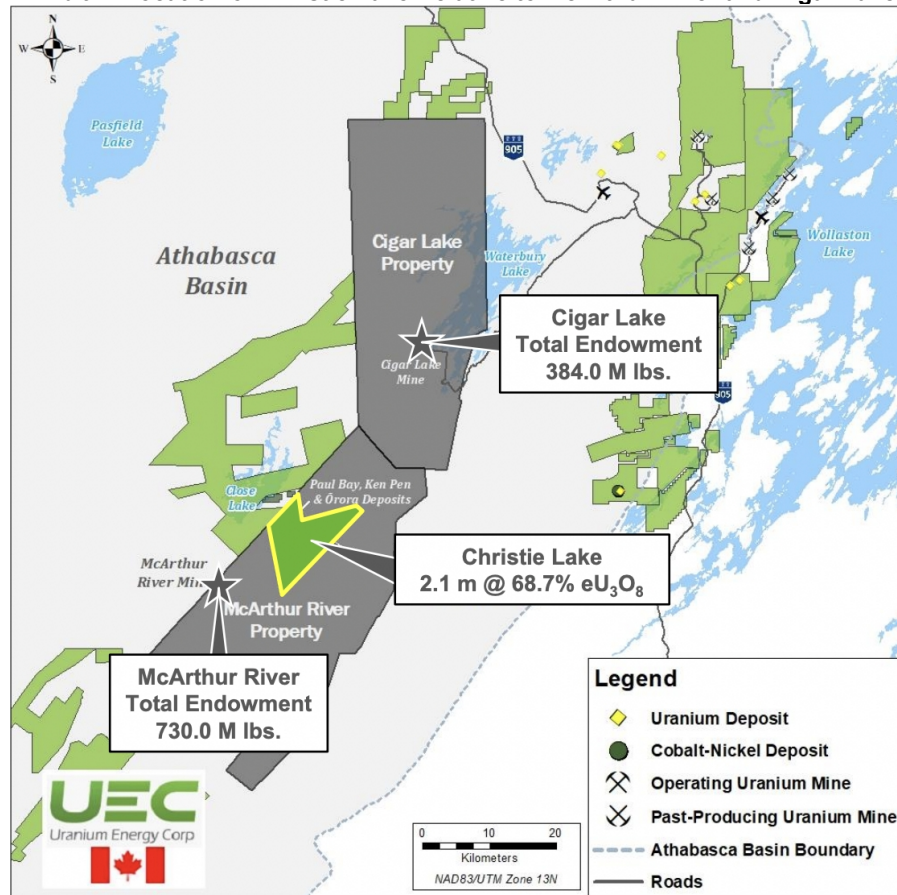 N
W
E
S
Pasfield
Lake
905
Athabasca
Basin
Cigar Lake
Property
Waterbury
Lake
Wollaston
Lake
Cigar Lake
Total Endowment
384.0 M lbs.
Cigar Lake
Mine
905
Paul Bay, Ken Pen
& Ōrora Deposits
Close
Lake
Christie Lake
2.1 m @ 68.7% eU₃O₈
McArthur
River Min
McArthur River
Property
McArthur River
Total Endowment
730.0 M lbs.
Legend
Uranium Deposit
Cobalt-Nickel Deposit
Operating Uranium Mine
Past-Producing Uranium Mine
Athabasca Basin Boundary
Roads
UEC
Uranium Energy Corp
0 10 20
Kilometers
NAD83/UTM Zone 13N